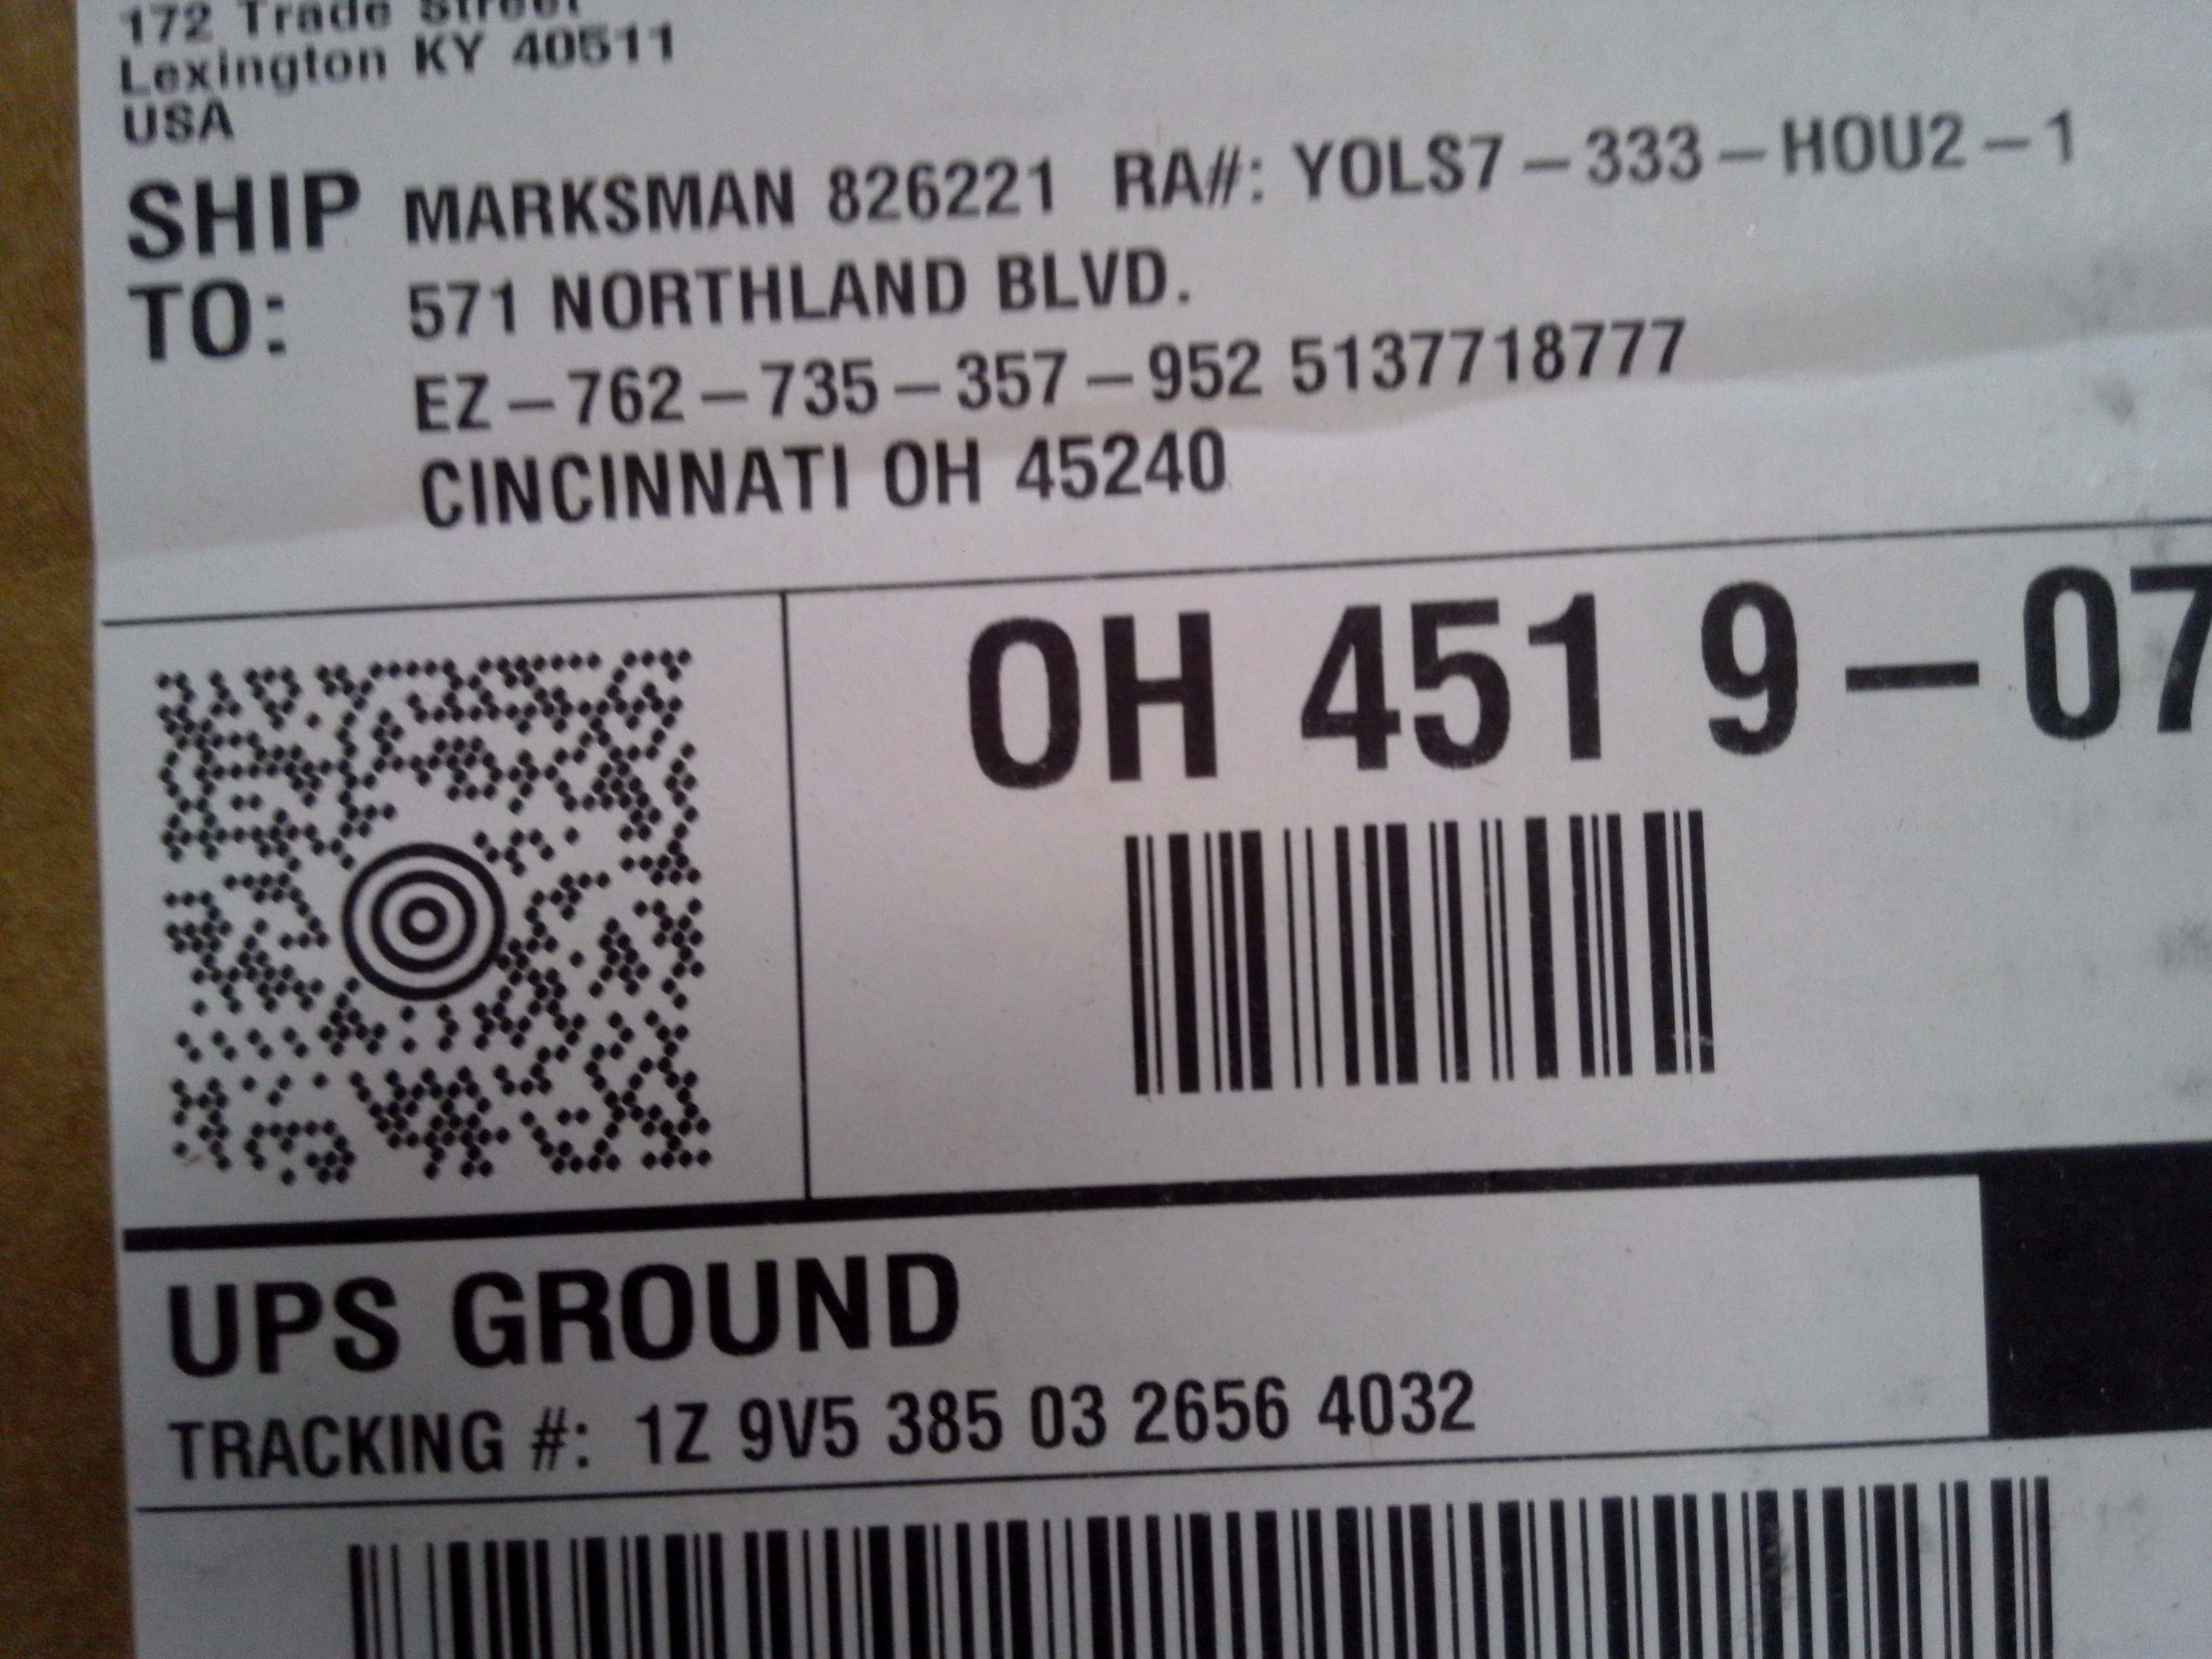 172 Trade Street
Lexington KY 40511
USA
SHIP TO: MARKSMAN 826221 RA#: YOLS7-333-HOU2-1
571 NORTHLAND BLVD.
EZ-762-735-357-952 5137718777
CINCINNATI OH 45240
OH 451 9-07
UPS GROUND
TRACKING #: 1Z 9V5 385 03 2656 4032